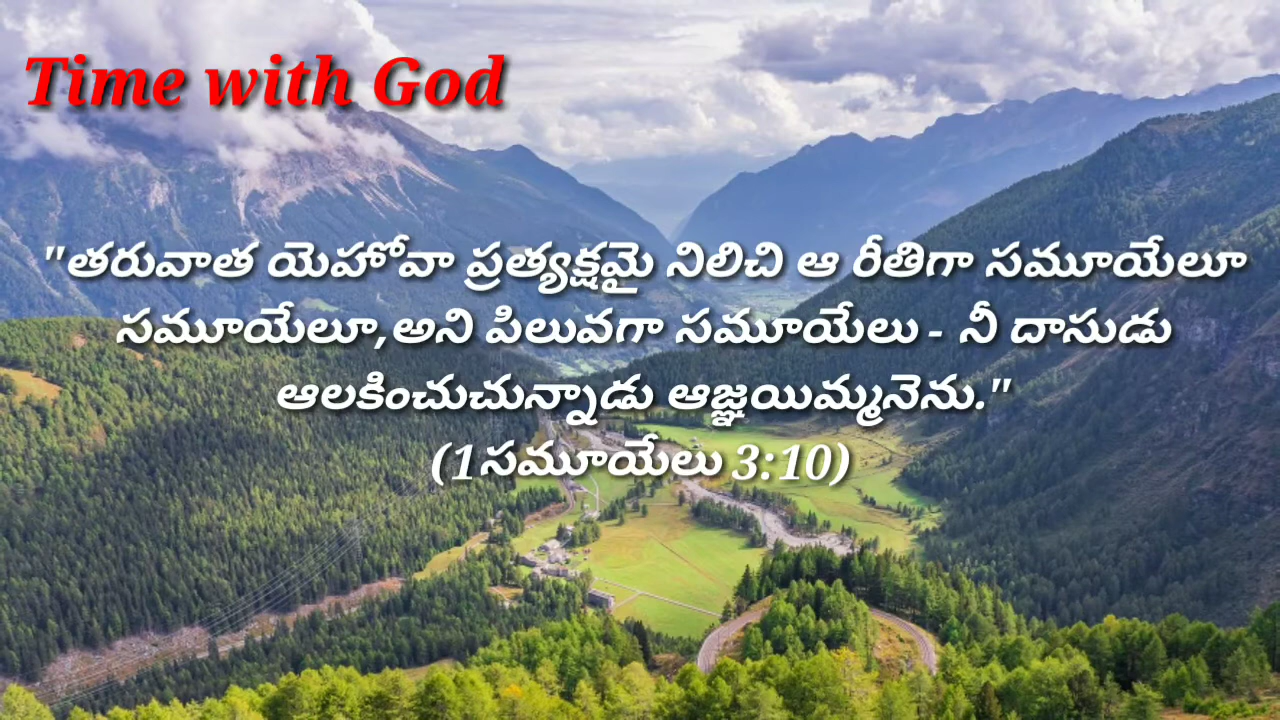 Time with God
"తరువాత యెహోవా ప్రత్యక్షమై నిలిచి ఆ రీతిగా సమూయేలూ
సమూయేలూ,అని పిలువగా సమూయేలు - నీ దాసుడు
ఆలకించుచున్నాడు ఆజ్ఞయిమ్మనెను."
(1సమూయేలు 3:10)